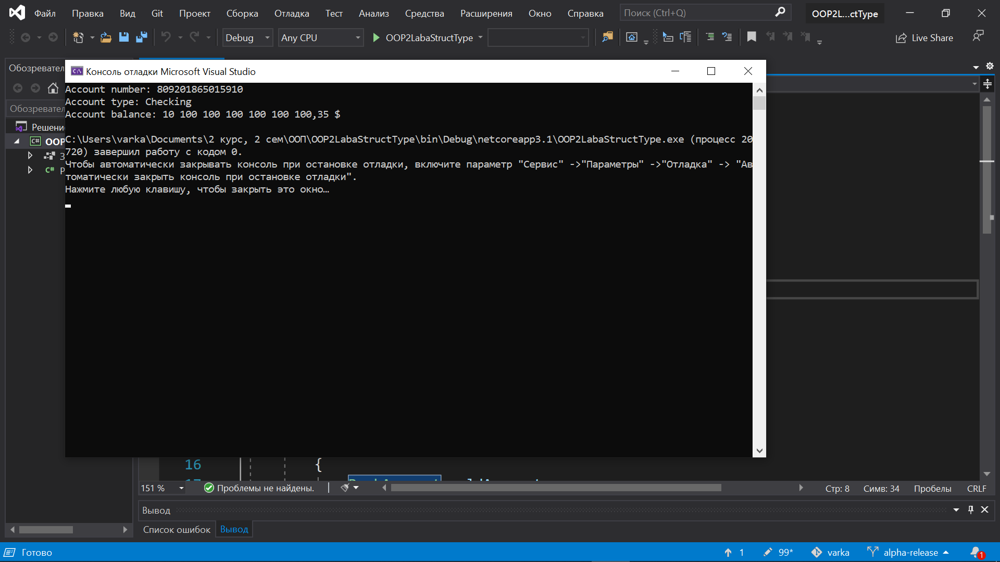 Файл Правка Вид Git Проект Сборка Отладка Тест Анализ Средства Расширения Окно Справка Поиск (Ctrl+Q) OOP2L...ctType
Debug Any CPU OOP2LabaStructType Live Share
Обозревател
Консоль отладки Microsoft Visual Studio
Account number: 809201865015910
Account type: Checking
Обозревател
Account balance: 10 100 100 100 100 100 100,35 $
Решени
C# OOP
C:\Users\varka\Documents\2 курс, 2 сем\ООП\OOP2LabaStructType\bin\Debug\netcoreapp3.1\OOP2LabaStructType.exe (процесс 20
720) завершил работу с кодом 0.
З
Чтобы автоматически закрывать консоль при остановке отладки, включите параметр "Сервис" ->"Параметры" ->"Отладка" -> "Ав
C# P
томатически закрыть консоль при остановке отладки".
Нажмите любую клавишу, чтобы закрыть это окно…
16 {
151 % Проблемы не найдены. Стр: 8 Симв: 34 Пробелы CRLF
Вывод
Список ошибок Вывод
Готово 1 99* varka alpha-release 1